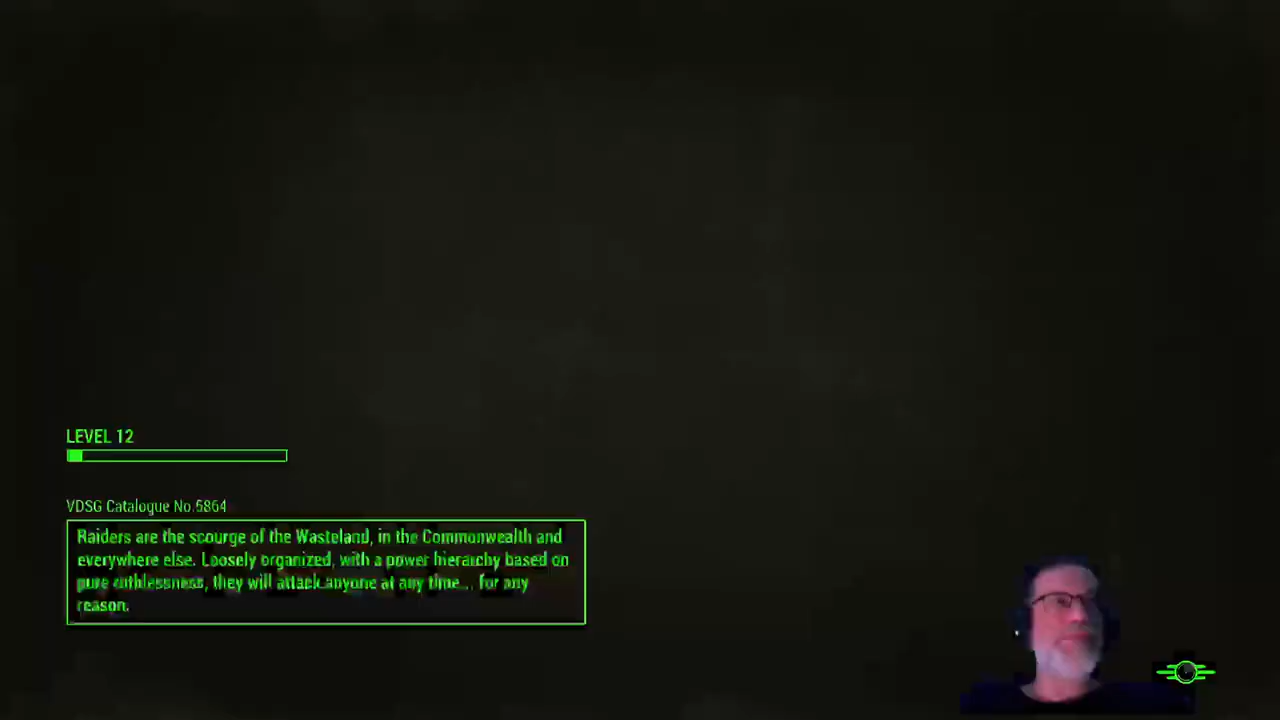 LEVEL 12
VDSG Catalogue No.5864
Raiders are the scourge of the Wasteland, in the Commonwealth and
everywhere else. Loosely organized, with a power hierarchy based on
pure ruthlessness, they will attack anyone at any time... for any
reason.